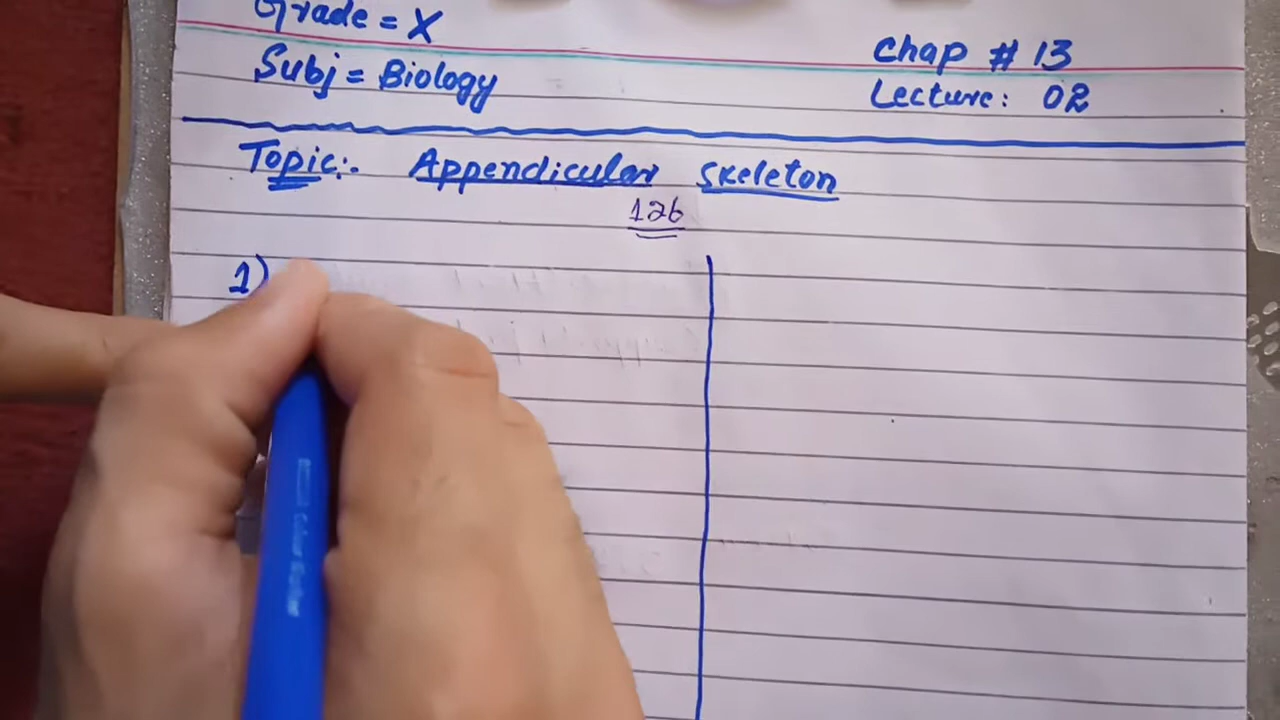 Grade = X
Subj = Biology
Chap # 13
Lecture: 02
Topic:- Appendicular Skeleton
126
1)